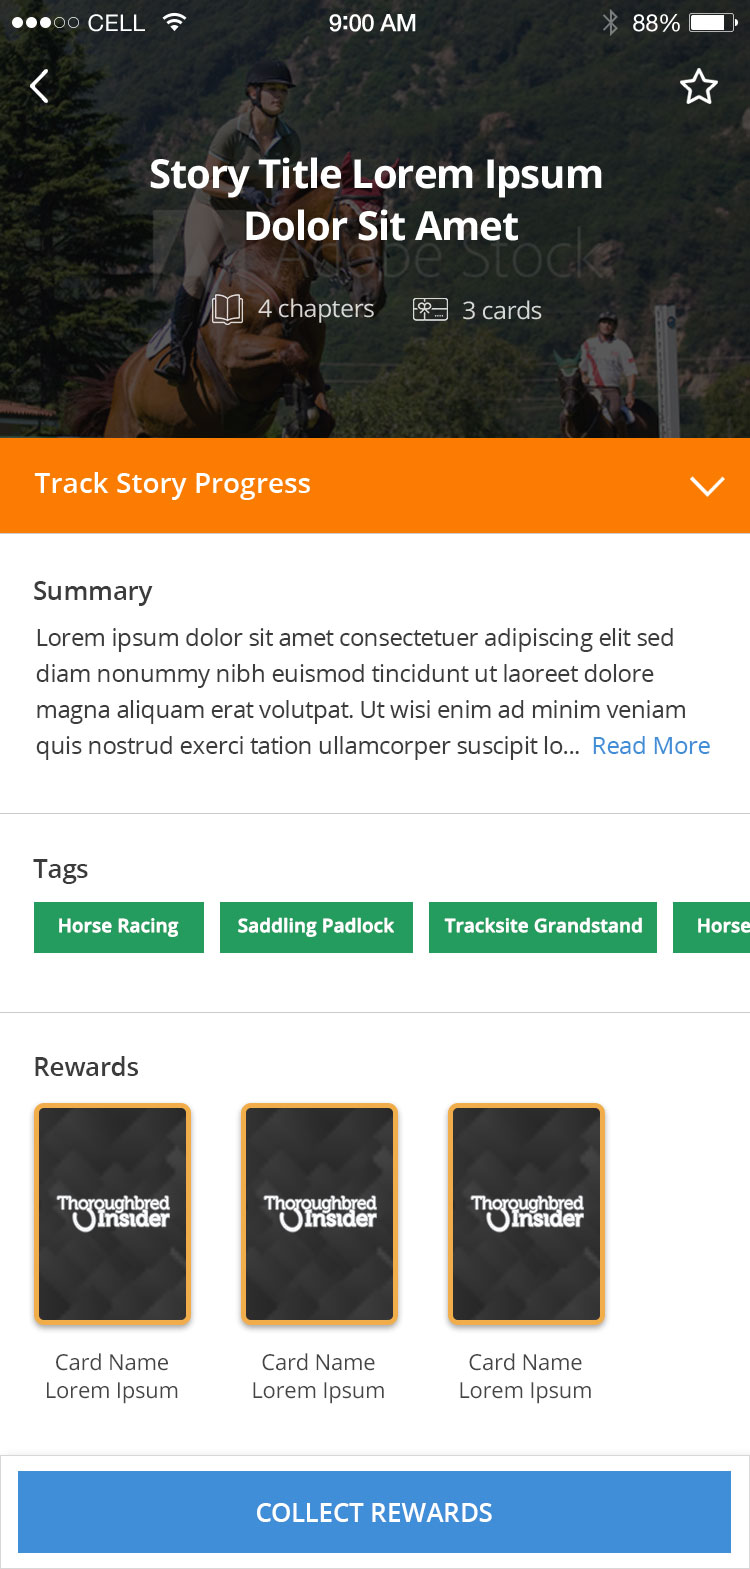 CELL 9:00 AM 88%
Story Title Lorem Ipsum
Dolor Sit Amet
Adobe Stock
4 chapters 3 cards
Track Story Progress
Summary
Lorem ipsum dolor sit amet consectetuer adipiscing elit sed
diam nonummy nibh euismod tincidunt ut laoreet dolore
magna aliquam erat volutpat. Ut wisi enim ad minim veniam
quis nostrud exerci tation ullamcorper suscipit lo... Read More
Tags
Horse Racing Saddling Padlock Tracksite Grandstand Horse
Rewards
Thoroughbred Thoroughbred Thoroughbred
Insider Insider Insider
Card Name Card Name Card Name
Lorem Ipsum Lorem Ipsum Lorem Ipsum
COLLECT REWARDS